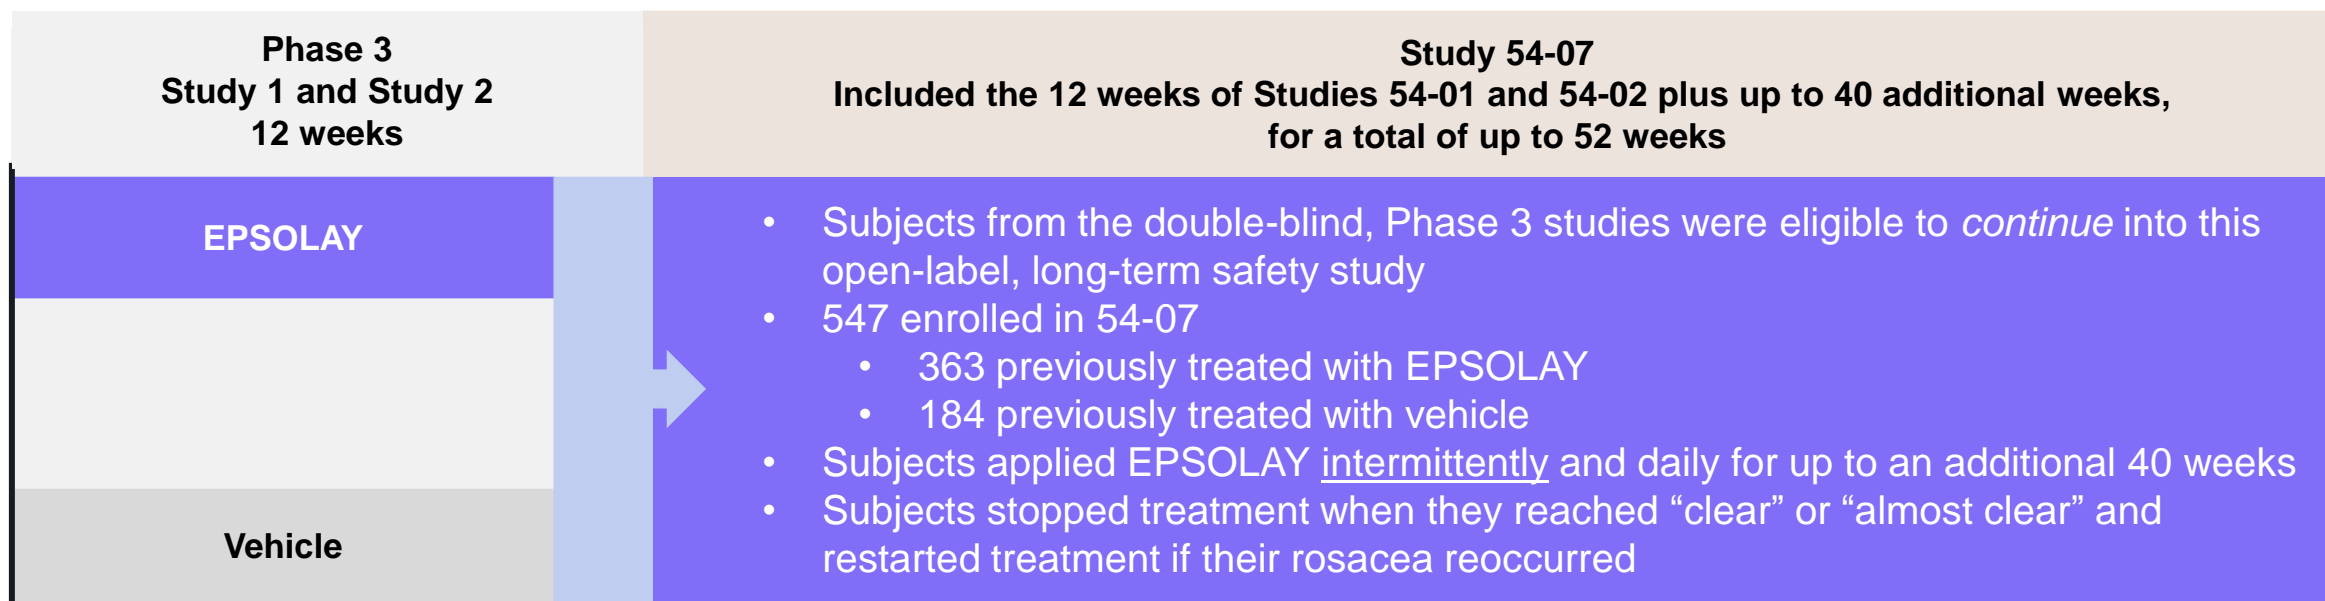 Phase 3
Study 1 and Study 2
12 weeks
Study 54-07
Included the 12 weeks of Studies 54-01 and 54-02 plus up to 40 additional weeks,
for a total of up to 52 weeks
EPSOLAY
Vehicle
• Subjects from the double-blind, Phase 3 studies were eligible to continue into this
open-label, long-term safety study
• 547 enrolled in 54-07
• 363 previously treated with EPSOLAY
• 184 previously treated with vehicle
• Subjects applied EPSOLAY intermittently and daily for up to an additional 40 weeks
• Subjects stopped treatment when they reached “clear” or “almost clear” and
restarted treatment if their rosacea reoccurred